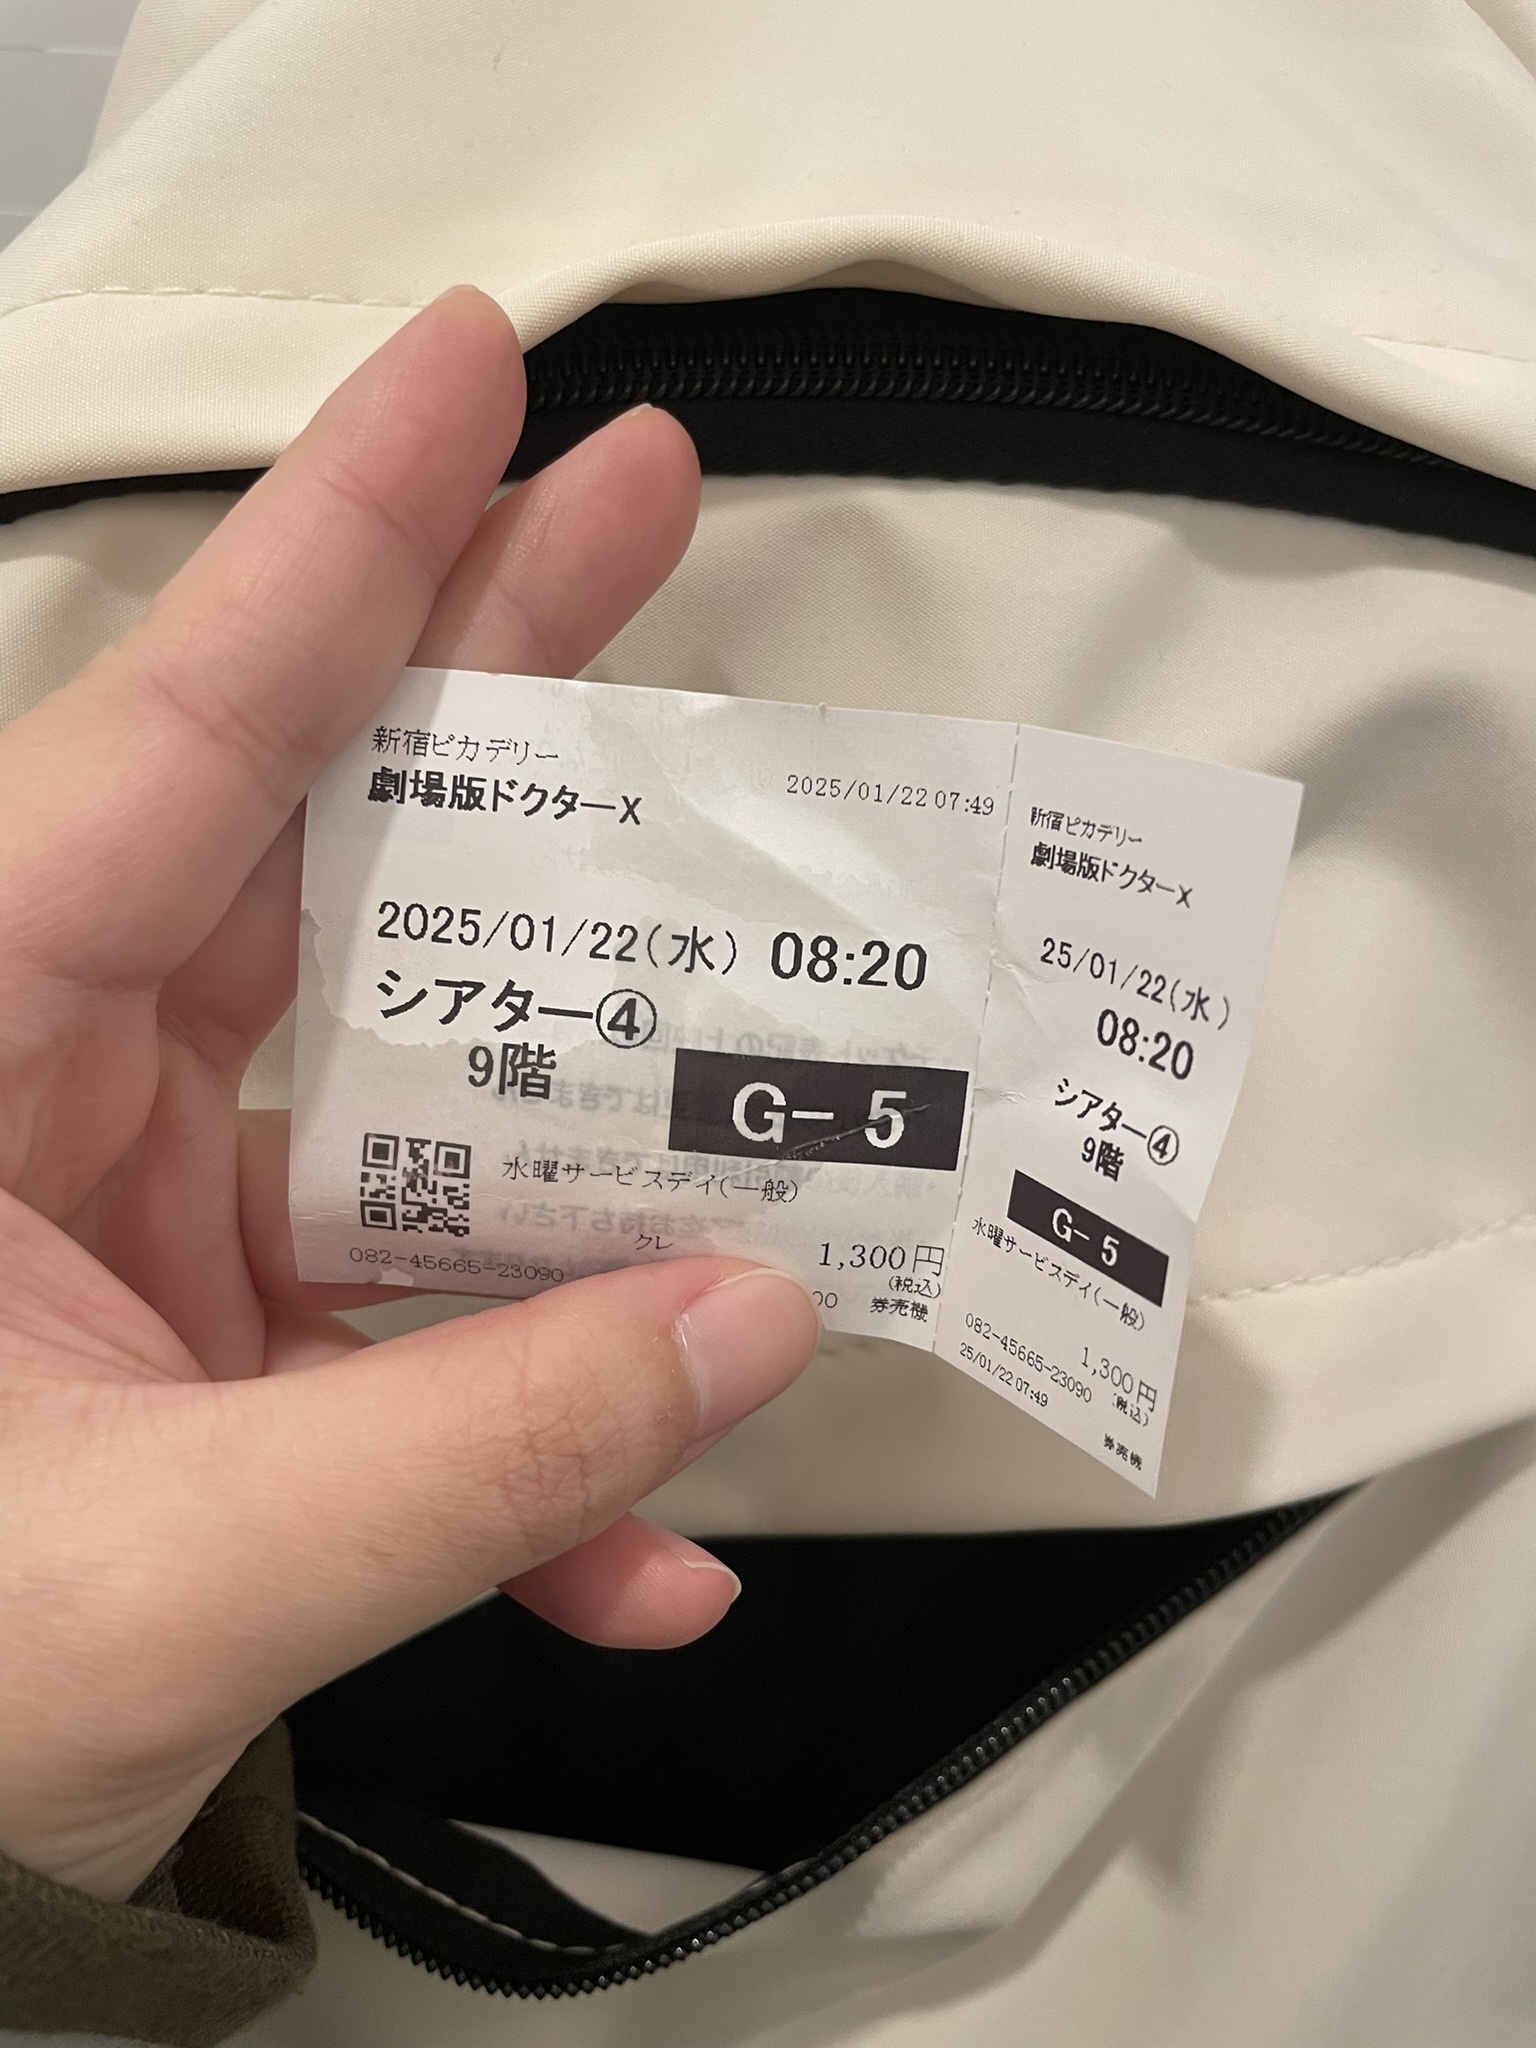 新宿ピカデリー
劇場版ドクターX
2025/01/22 07:49
2025/01/22(水) 08:20
シアター④
9階
G- 5
水曜サービスデイ(一般)
クレ
1,300円
(税込)
082-45665-23090
00 券売機
新宿ピカデリー
劇場版ドクターX
25/01/22(水)
08:20
シアター④
9階
G- 5
水曜サービスデイ(一般)
1,300円
(税込)
082-45665-23090
25/01/22 07:49
券売機